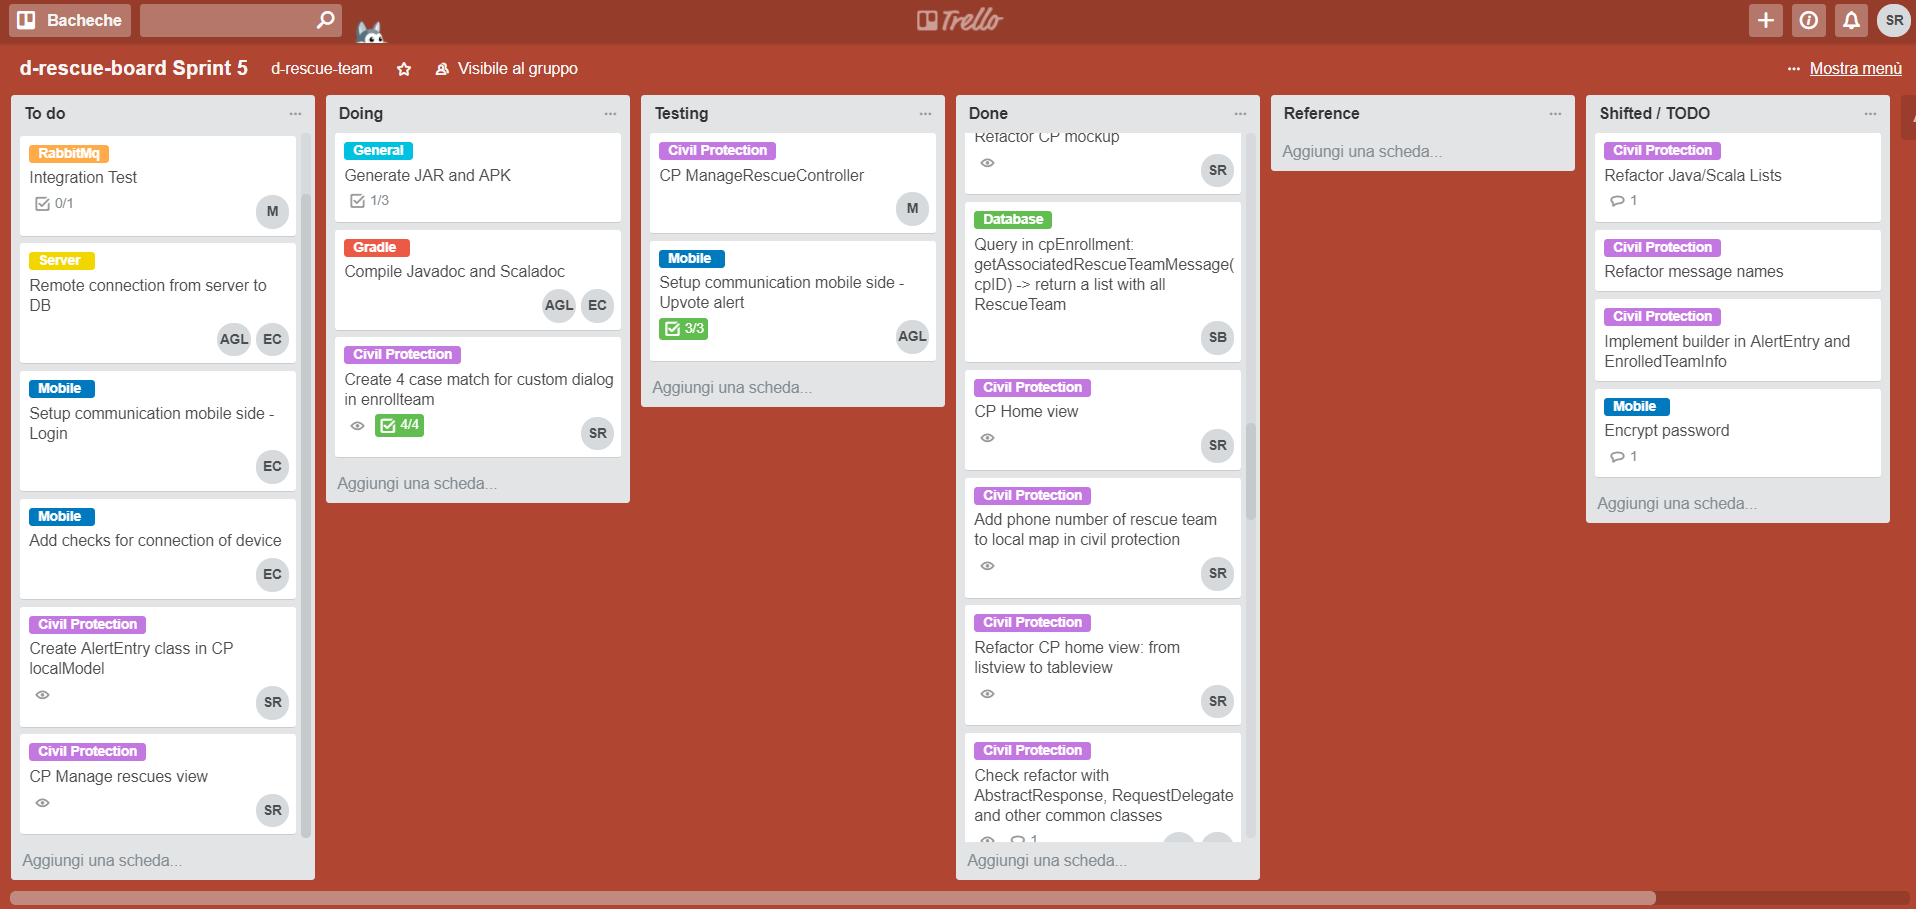 Bacheche
Trello
SR
d-rescue-board Sprint 5
d-rescue-team
Visibile al gruppo
... Mostra menù
To do
RabbitMq
Integration Test
0/1
M
Server
Remote connection from server to
DB
AGL EC
Mobile
Setup communication mobile side -
Login
EC
Mobile
Add checks for connection of device
EC
Civil Protection
Create AlertEntry class in CP
localModel
SR
Civil Protection
CP Manage rescues view
SR
Aggiungi una scheda...
Doing
General
Generate JAR and APK
1/3
Gradle
Compile Javadoc and Scaladoc
AGL EC
Civil Protection
Create 4 case match for custom dialog
in enrollteam
4/4
SR
Aggiungi una scheda...
Testing
Civil Protection
CP ManageRescueController
M
Mobile
Setup communication mobile side -
Upvote alert
3/3
AGL
Aggiungi una scheda...
Done
Refactor CP mockup
SR
Database
Query in cpEnrollment:
getAssociatedRescueTeamMessage(
cpID) -> return a list with all
RescueTeam
SB
Civil Protection
CP Home view
SR
Civil Protection
Add phone number of rescue team
to local map in civil protection
SR
Civil Protection
Refactor CP home view: from
listview to tableview
SR
Civil Protection
Check refactor with
AbstractResponse, RequestDelegate
and other common classes
1
Aggiungi una scheda...
Reference
Aggiungi una scheda...
Shifted / TODO
Civil Protection
Refactor Java/Scala Lists
1
Civil Protection
Refactor message names
Civil Protection
Implement builder in AlertEntry and
EnrolledTeamInfo
Mobile
Encrypt password
1
Aggiungi una scheda...